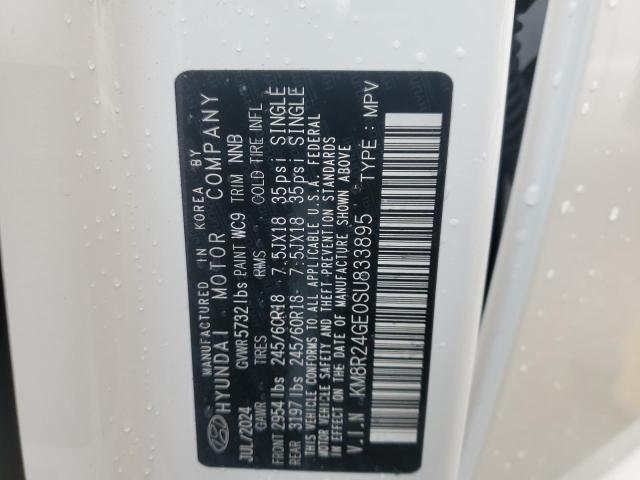 MANUFACTURED IN KOREA BY
HYUNDAI MOTOR COMPANY
JUL/2024 GVWR 5732 lbs PAINT WC9 TRIM NNB
GAWR TIRES RIMS COLD TIRE INFL
FRONT 2954 lbs 245/60R18- 7.5JX18 35psi SINGLE
REAR 3197 lbs 245/60R18- 7.5JX18 35psi SINGLE
THIS VEHICLE CONFORMS TO ALL APPLICABLE U.S.A. FEDERAL
MOTOR VEHICLE SAFETY AND THEFT-PREVENTION STANDARDS
IN EFFECT ON THE DATE OF MANUFACTURE SHOWN ABOVE
V.I.N KM8R24GE0SU833895 TYPE: MPV